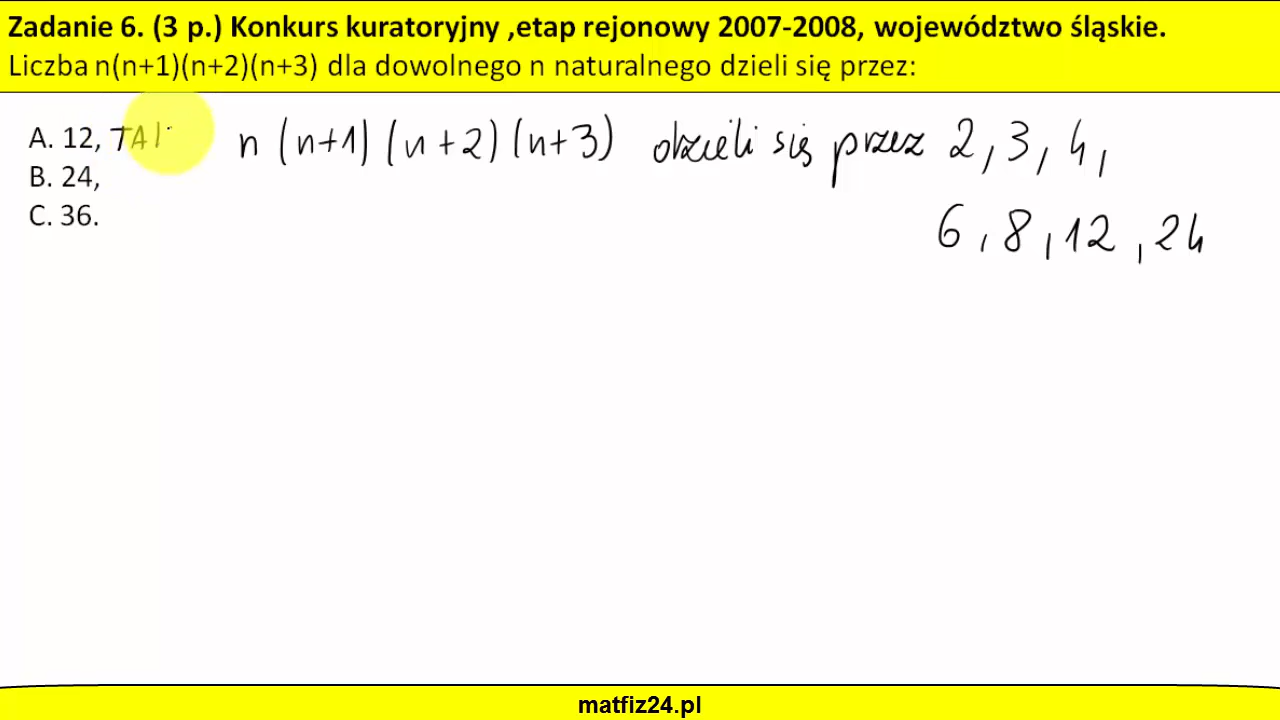 Zadanie 6. (3 p.) Konkurs kuratoryjny ,etap rejonowy 2007-2008, województwo śląskie.
Liczba n(n+1)(n+2)(n+3) dla dowolnego n naturalnego dzieli się przez:
A. 12, TAK n (n+1) (n+2) (n+3) dzieli się przez 2, 3, 4,
B. 24,
C. 36.
6, 8, 12, 24
matfiz24.pl